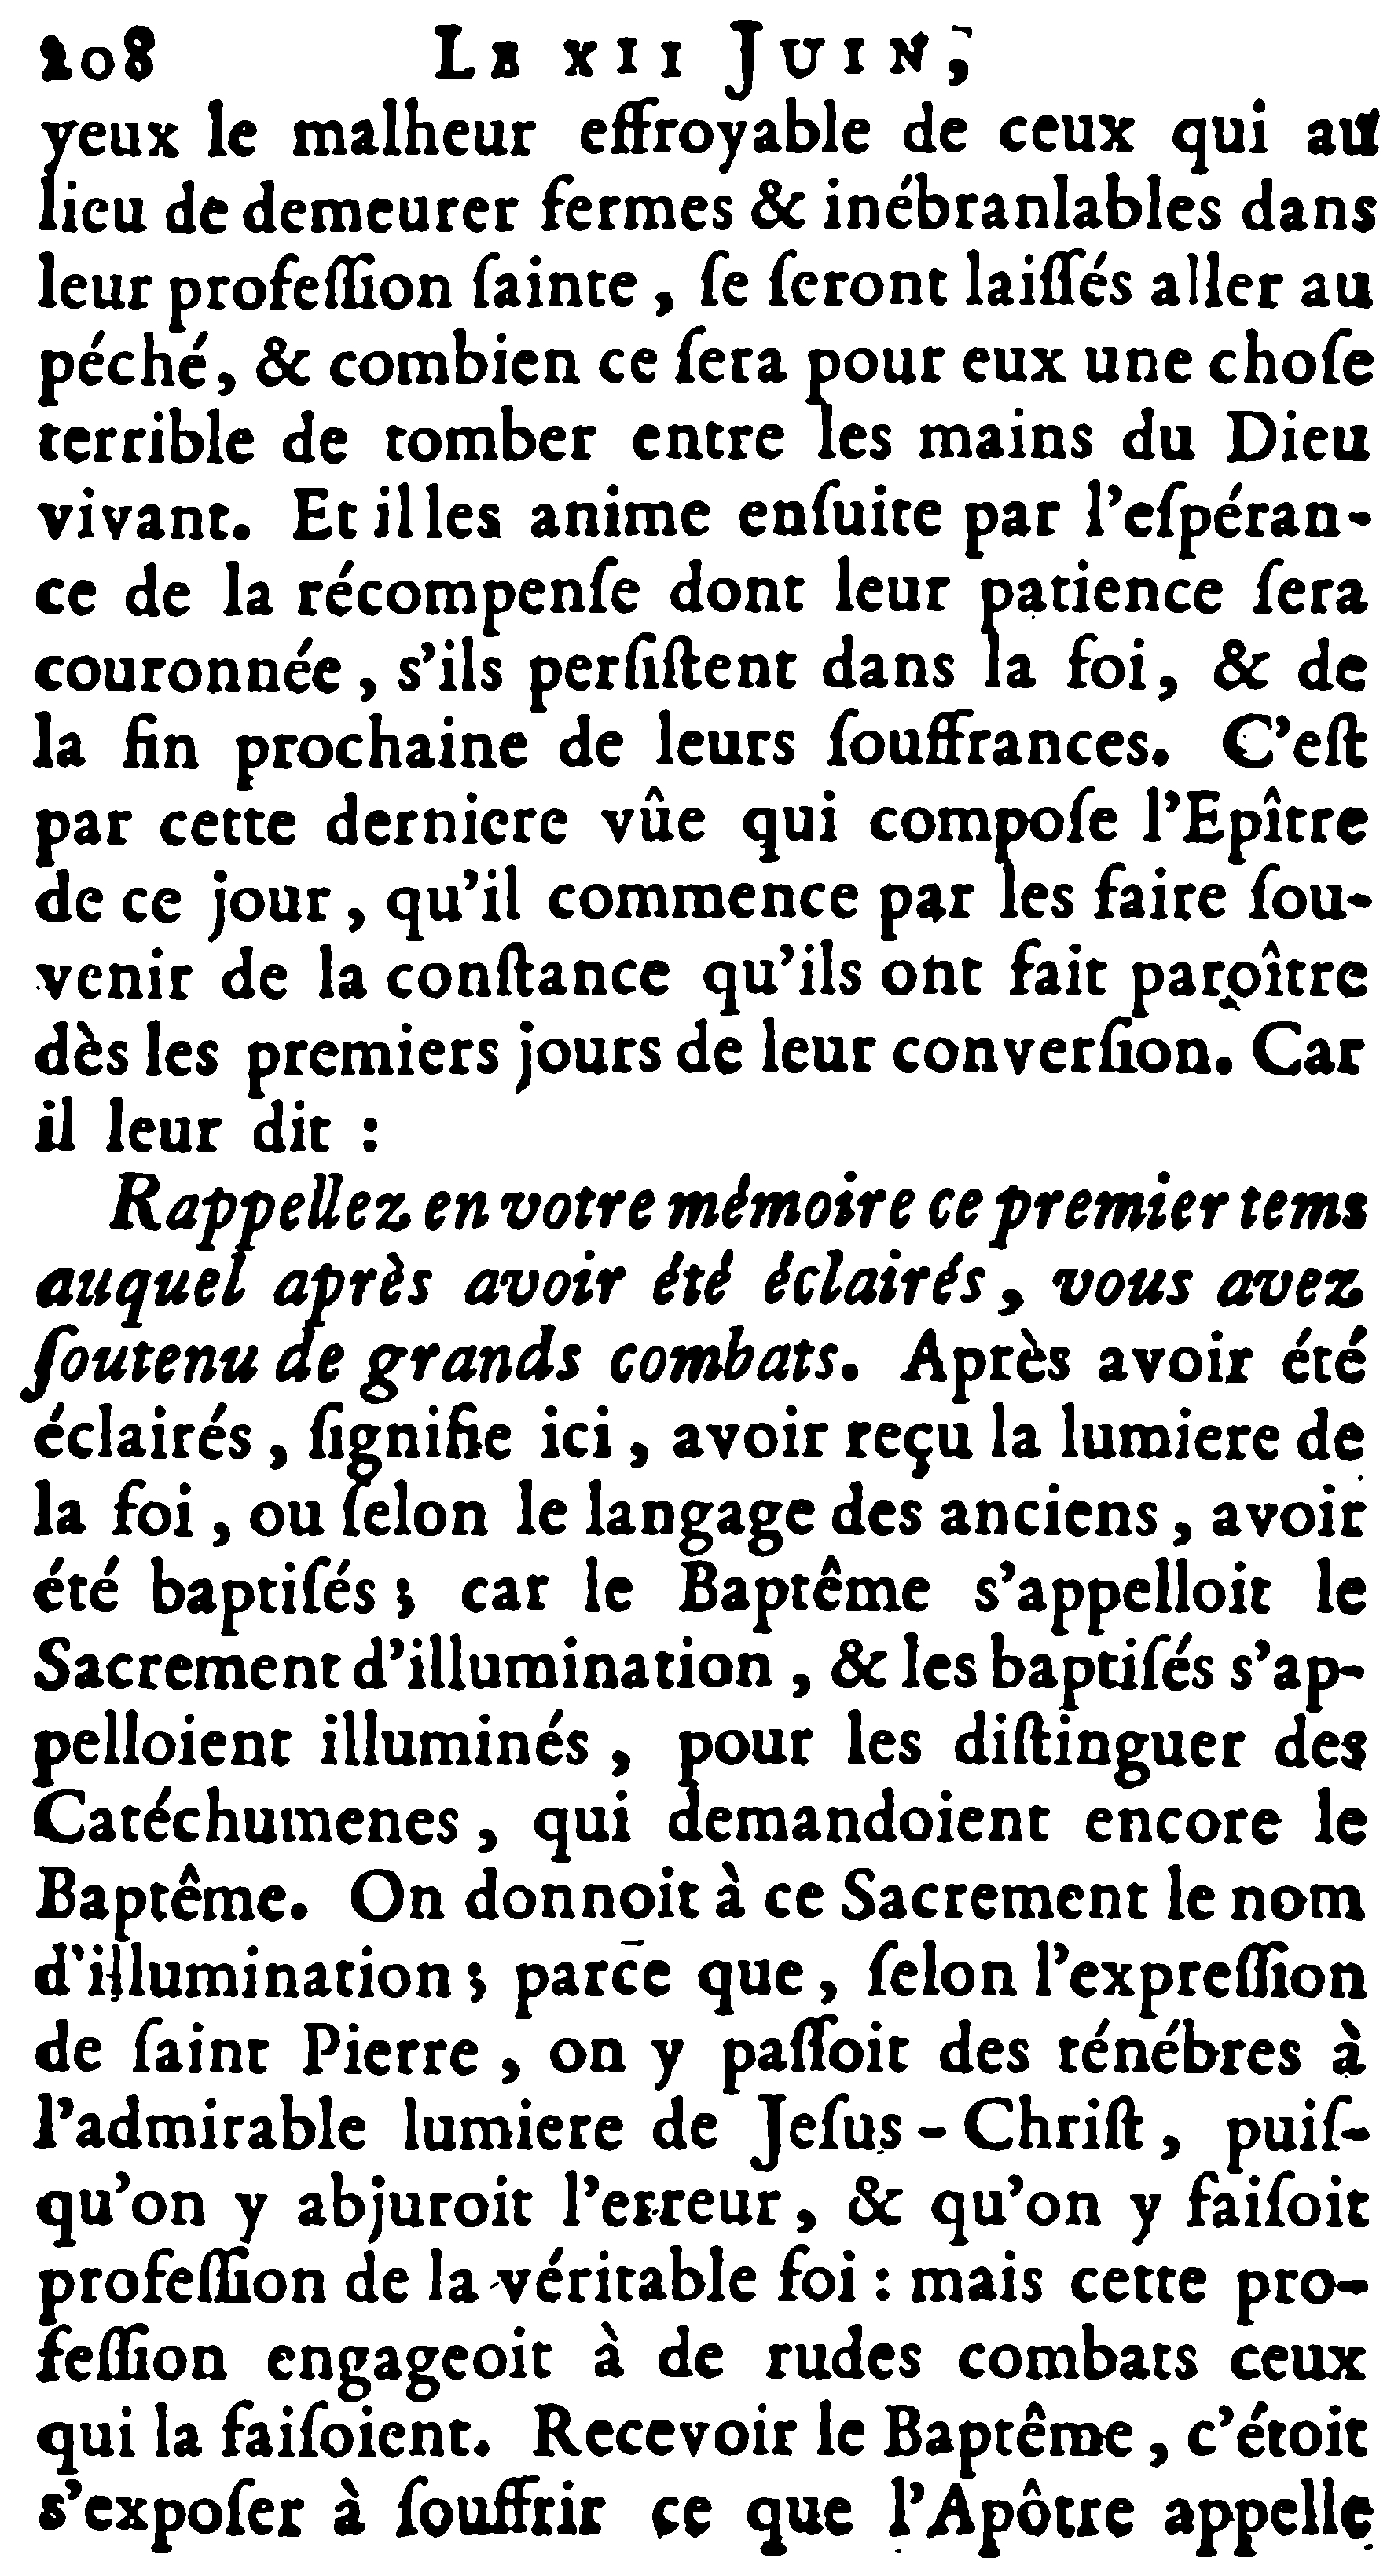 208 LE XII JUIN,
yeux le malheur effroyable de ceux qui au
lieu de demeurer fermes & inébranlables dans
leur profeſſion ſainte, ſe ſeront laiſſés aller au
péché, & combien ce ſera pour eux une choſe
terrible de tomber entre les mains du Dieu
vivant. Et il les anime enſuite par l'eſpéran-
ce de la récompenſe dont leur patience ſera
couronnée, s'ils perſiſtent dans la foi, & de
la fin prochaine de leurs ſouffrances. C'eſt
par cette derniere vûe qui compoſe l'Epître
de ce jour, qu'il commence par les faire ſou-
venir de la conſtance qu'ils ont fait paroître
dès les premiers jours de leur converſion. Car
il leur dit :
Rappellez en votre mémoire ce premier tems
auquel après avoir été éclairés, vous avez
ſoutenu de grands combats. Après avoir été
éclairés, ſignifie ici, avoir reçu la lumiere de
la foi, ou ſelon le langage des anciens, avoir
été baptiſés; car le Baptême s'appelloit le
Sacrement d'illumination, & les baptiſés s'ap-
pelloient illuminés, pour les diſtinguer des
Catéchumenes, qui demandoient encore le
Baptême. On donnoit à ce Sacrement le nom
d'illumination; parce que, ſelon l'expreſſion
de ſaint Pierre, on y paſſoit des ténébres à
l'admirable lumiere de Jeſus-Chriſt, puiſ-
qu'on y abjuroit l'erreur, & qu'on y faiſoit
profeſſion de la véritable foi : mais cette pro-
feſſion engageoit à de rudes combats ceux
qui la faiſoient. Recevoir le Baptême, c'étoit
s'expoſer à ſouffrir ce que l'Apôtre appelle